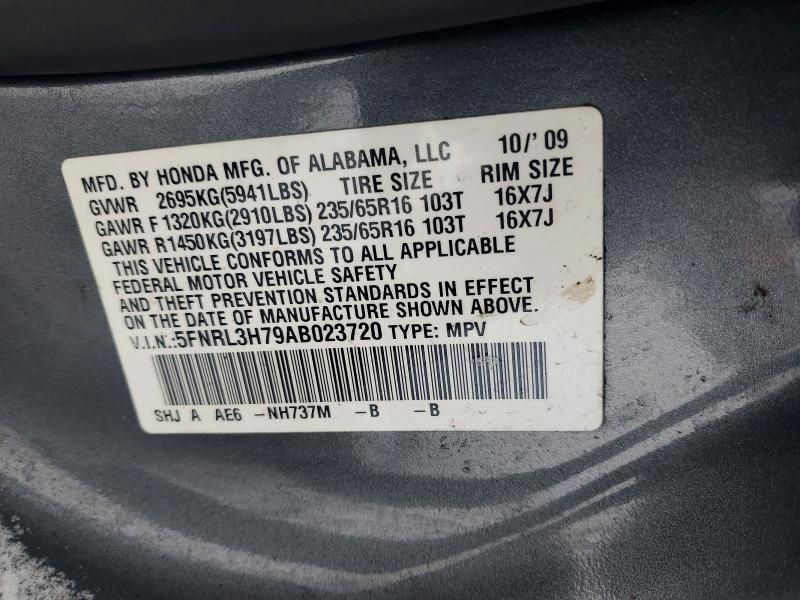 MFD. BY HONDA MFG. OF ALABAMA, LLC 10/'09
GVWR 2695KG(5941LBS) TIRE SIZE RIM SIZE
GAWR F1320KG(2910LBS) 235/65R16 103T 16X7J
GAWR R1450KG(3197LBS) 235/65R16 103T 16X7J
THIS VEHICLE CONFORMS TO ALL APPLICABLE
FEDERAL MOTOR VEHICLE SAFETY
AND THEFT PREVENTION STANDARDS IN EFFECT
ON THE DATE OF MANUFACTURE SHOWN ABOVE.
V.I.N.:5FNRL3H79AB023720 TYPE: MPV
SHJ A AE6 -NH737M -B -B